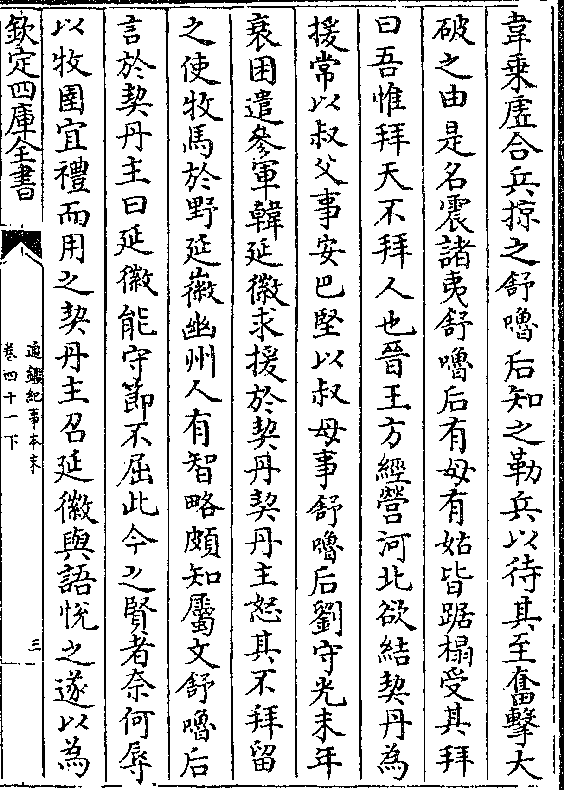 韋乘虛合兵掠之舒嚕后知之勒兵以待其至奮擊大
破之由是名震諸夷舒嚕后有母有姑皆踞榻受其拜
曰吾惟拜天不拜人也晉王方經營河北欲結契丹為
援常以叔父事安巴堅以叔母事舒嚕后劉守光末年
衰困遣參軍韓延徽求援於契丹契丹主怒其不拜留
之使牧馬於野延徽幽州人有智略頗知屬文舒嚕后
言於契丹主曰延徽能守節不屈此今之賢者奈何辱
以牧圉宜禮而用之契丹主召延徽與語悅之遂以為
欽定四庫全書
通鑑紀事本末
卷四十一下
三